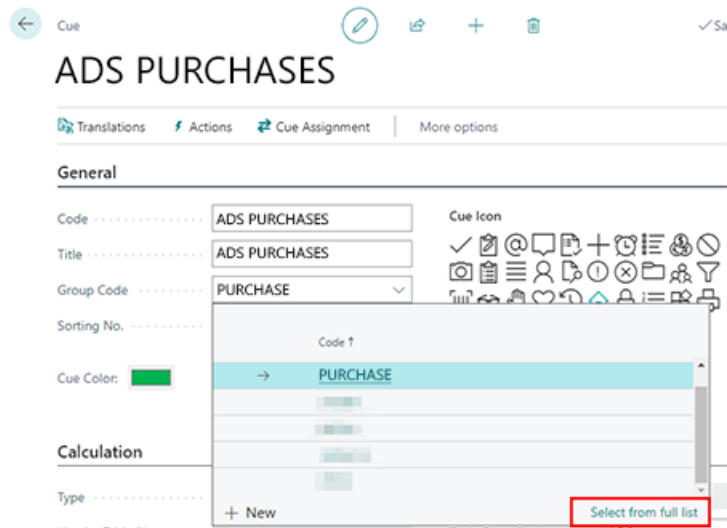 Cue
Sa
ADS PURCHASES
Translations Actions Cue Assignment More options
General
Code ADS PURCHASES
Cue Icon
Title ADS PURCHASES
Group Code PURCHASE
Sorting No.
Code ↑
Cue Color:
PURCHASE
Calculation
Type
+ New Select from full list